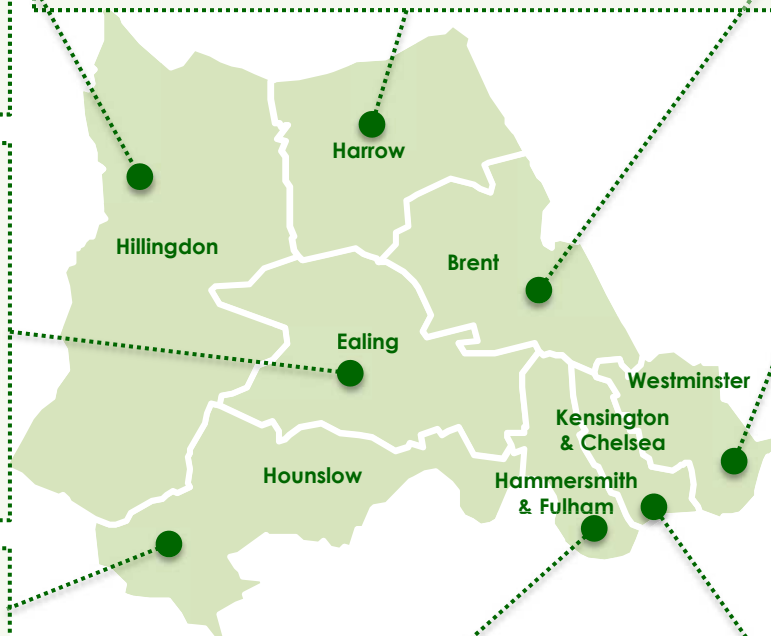 Harrow
Hillingdon
Brent
Ealing
Westminster
Kensington
& Chelsea
Hounslow
Hammersmith
& Fulham